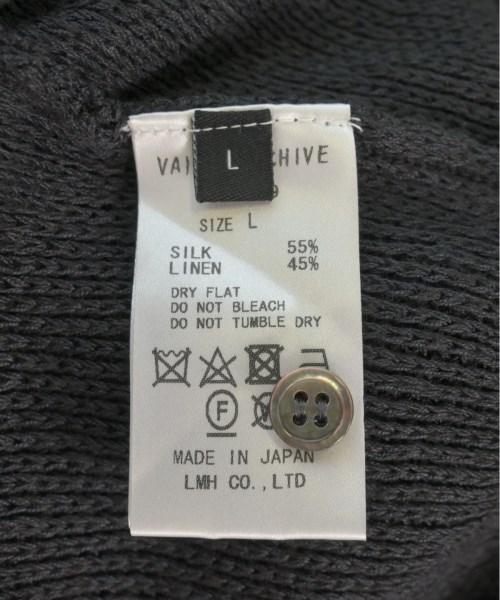 L
SIZE L
SILK 55%
LINEN 45%
DRY FLAT
DO NOT BLEACH
DO NOT TUMBLE DRY
F
MADE IN JAPAN
LMH CO.,LTD